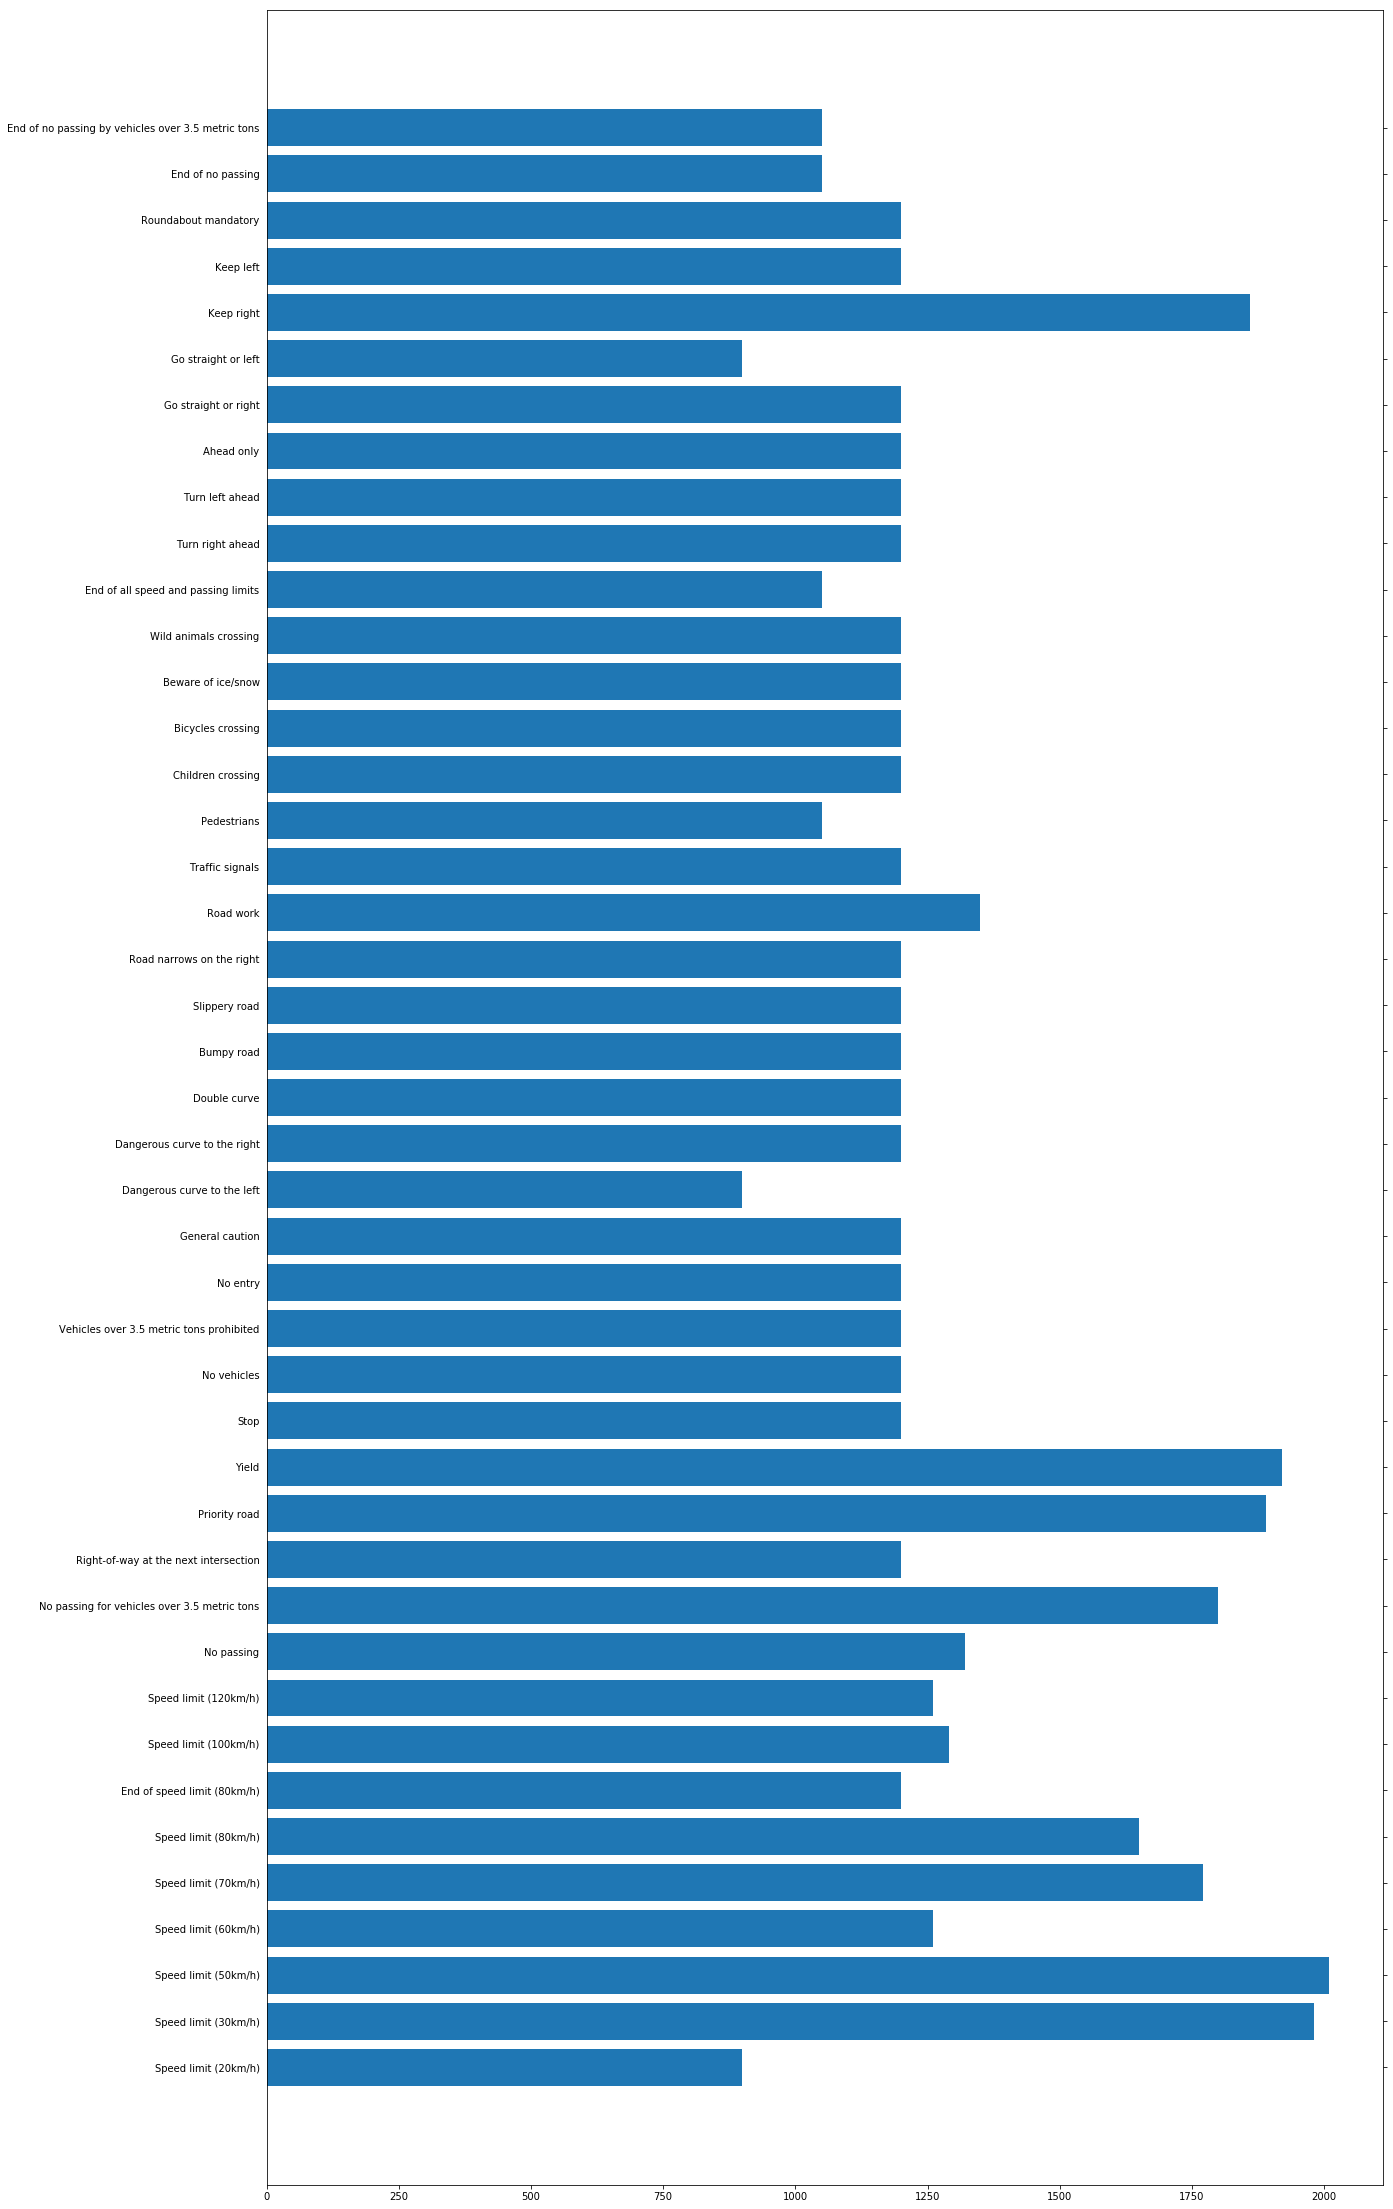 End of no passing by vehicles over 3.5 metric tons
End of no passing
Roundabout mandatory
Keep left
Keep right
Go straight or left
Go straight or right
Ahead only
Turn left ahead
Turn right ahead
End of all speed and passing limits
Wild animals crossing
Beware of ice/snow
Bicycles crossing
Children crossing
Pedestrians
Traffic signals
Road work
Road narrows on the right
Slippery road
Bumpy road
Double curve
Dangerous curve to the right
Dangerous curve to the left
General caution
No entry
Vehicles over 3.5 metric tons prohibited
No vehicles
Stop
Yield
Priority road
Right-of-way at the next intersection
No passing for vehicles over 3.5 metric tons
No passing
Speed limit (120km/h)
Speed limit (100km/h)
End of speed limit (80km/h)
Speed limit (80km/h)
Speed limit (70km/h)
Speed limit (60km/h)
Speed limit (50km/h)
Speed limit (30km/h)
Speed limit (20km/h)
0 250 500 750 1000 1250 1500 1750 2000